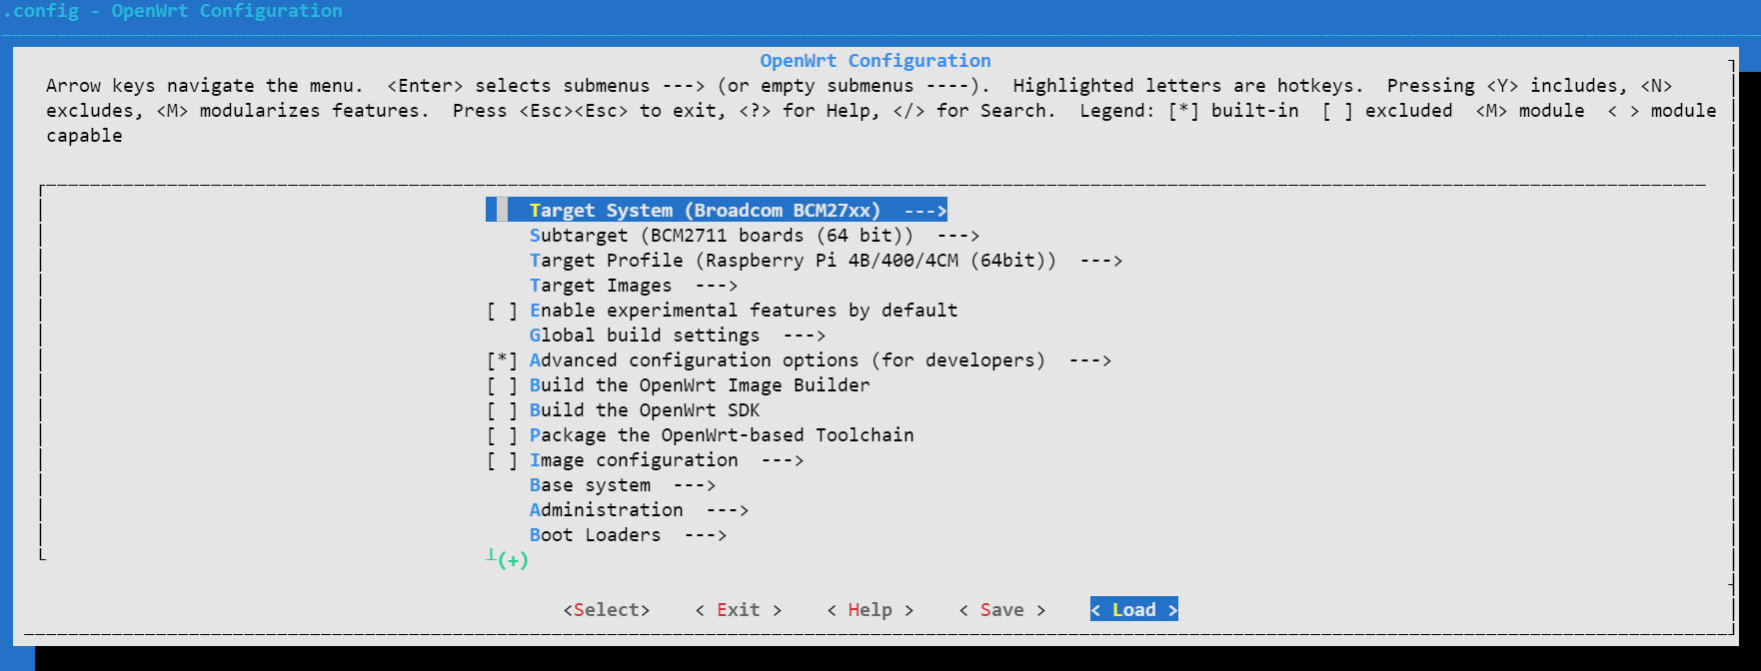 .config - OpenWrt Configuration
OpenWrt Configuration
Arrow keys navigate the menu.  <Enter> selects submenus ---> (or empty submenus ----).  Highlighted letters are hotkeys.  Pressing <Y> includes, <N>
excludes, <M> modularizes features.  Press <Esc><Esc> to exit, <?> for Help, </> for Search.  Legend: [*] built-in  [ ] excluded  <M> module  < > module
capable
Target System (Broadcom BCM27xx)  --->
Subtarget (BCM2711 boards (64 bit))  --->
Target Profile (Raspberry Pi 4B/400/4CM (64bit))  --->
Target Images  --->
[ ] Enable experimental features by default
Global build settings  --->
[*] Advanced configuration options (for developers)  --->
[ ] Build the OpenWrt Image Builder
[ ] Build the OpenWrt SDK
[ ] Package the OpenWrt-based Toolchain
[ ] Image configuration  --->
Base system  --->
Administration  --->
Boot Loaders  --->
┴(+)
<Select>    < Exit >    < Help >    < Save >    < Load >